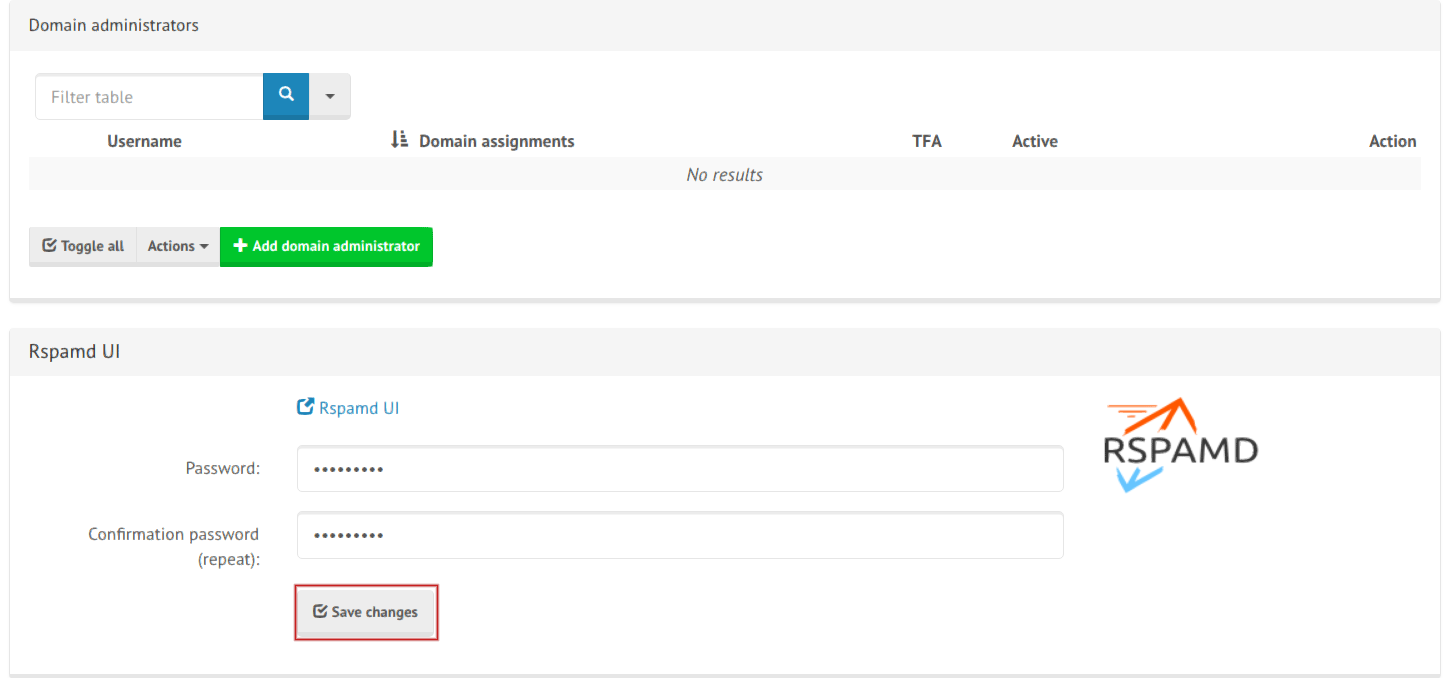 Domain administrators
Filter table
Username Domain assignments TFA Active Action
No results
Toggle all Actions Add domain administrator
Rspamd UI
Rspamd UI
RSPAMD
Password: •••••••••
Confirmation password
(repeat): •••••••••
Save changes